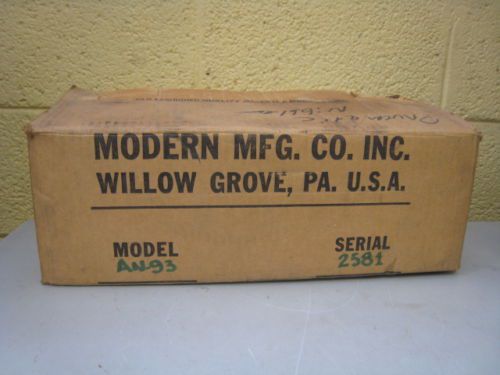 MODERN MFG. CO. INC.
WILLOW GROVE, PA. U.S.A.
MODEL SERIAL
AN-93 2581